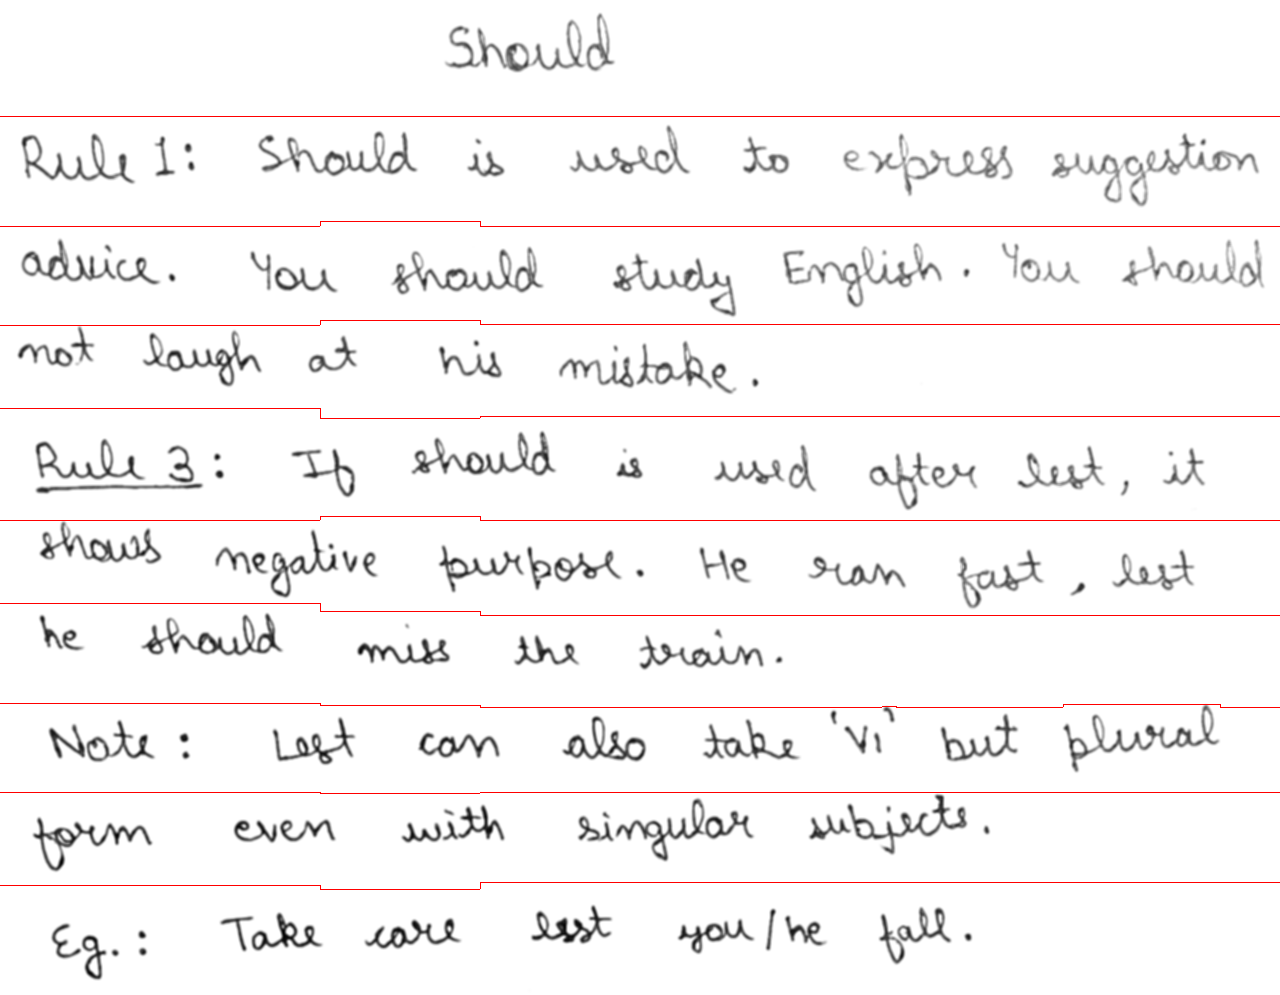 Should
Rule 1: Should is used to express suggestion
advice. You should study English. You should
not laugh at his mistake.
Rule 3: If should is used after lest, it
shows negative purpose. He ran fast, lest
he should miss the train.
Note: Lest can also take 'V1' but plural
form even with singular subjects.
Eg.: Take care lest you/he fall.